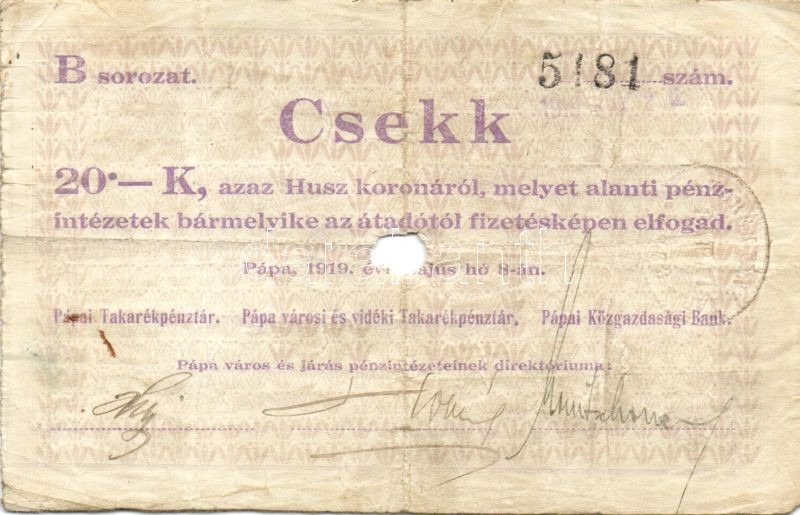 B sorozat. 5181 szám.
Csekk
20·— K, azaz Husz koronáról, melyet alanti pénz-
intézetek bármelyike az átadótól fizetésképen elfogad.
Pápa, 1919. évi május hó 8-án.
Pápai Takarékpénztár. Pápa városi és vidéki Takarékpénztár, Pápai Közgazdasági Bank.
Pápa város és járás pénzintézeteinek direktóriuma: